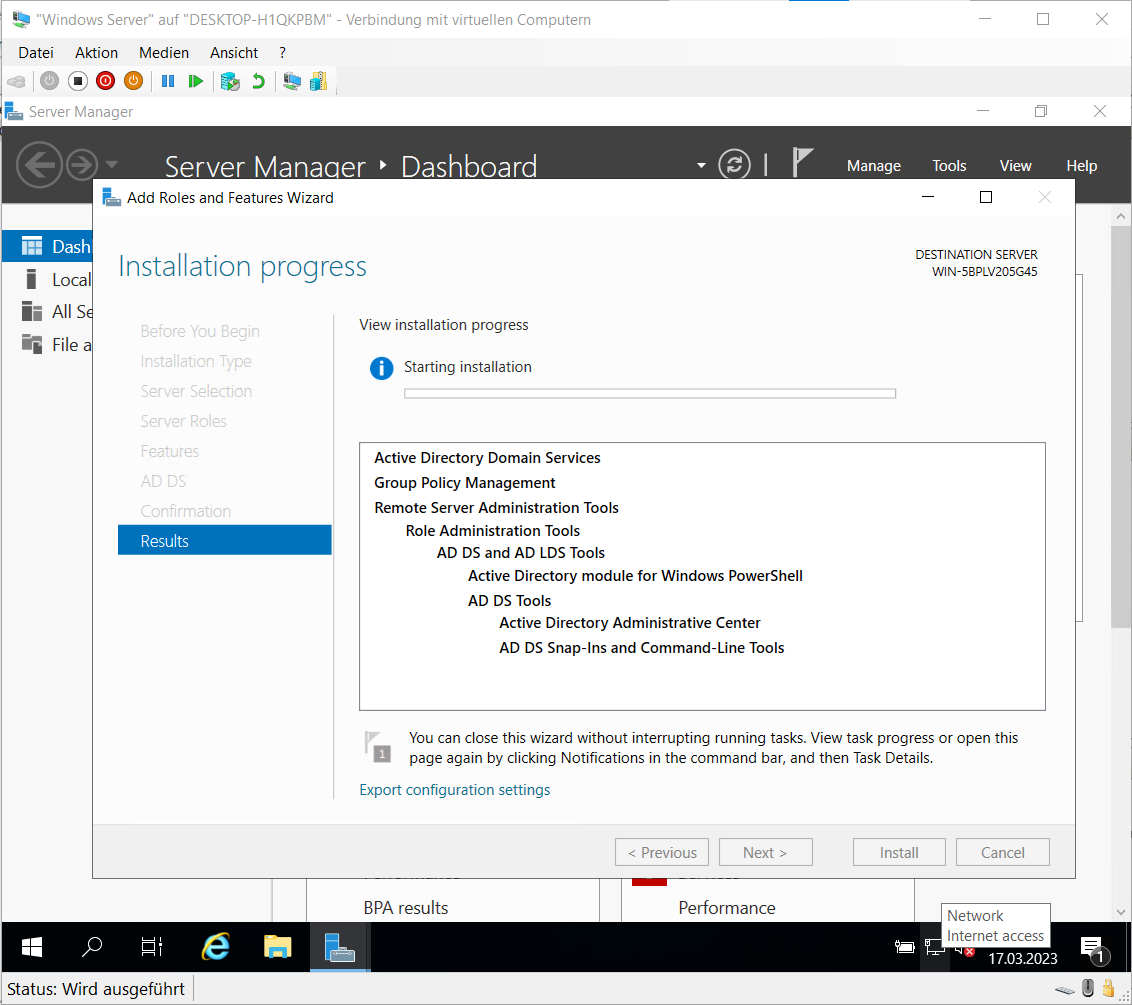 "Windows Server" auf "DESKTOP-H1QKPBM" - Verbindung mit virtuellen Computern
Datei Aktion Medien Ansicht ?
Server Manager
Server Manager Dashboard
Manage Tools View Help
Add Roles and Features Wizard
Dash
Local
All Se
File a
Installation progress
DESTINATION SERVER
WIN-5BPLV205G45
Before You Begin
Installation Type
Server Selection
Server Roles
Features
AD DS
Confirmation
Results
View installation progress
Starting installation
Active Directory Domain Services
Group Policy Management
Remote Server Administration Tools
Role Administration Tools
AD DS and AD LDS Tools
Active Directory module for Windows PowerShell
AD DS Tools
Active Directory Administrative Center
AD DS Snap-Ins and Command-Line Tools
1
You can close this wizard without interrupting running tasks. View task progress or open this
page again by clicking Notifications in the command bar, and then Task Details.
Export configuration settings
< Previous Next > Install Cancel
BPA results
Performance
Network
Internet access
17.03.2023
1
Status: Wird ausgeführt